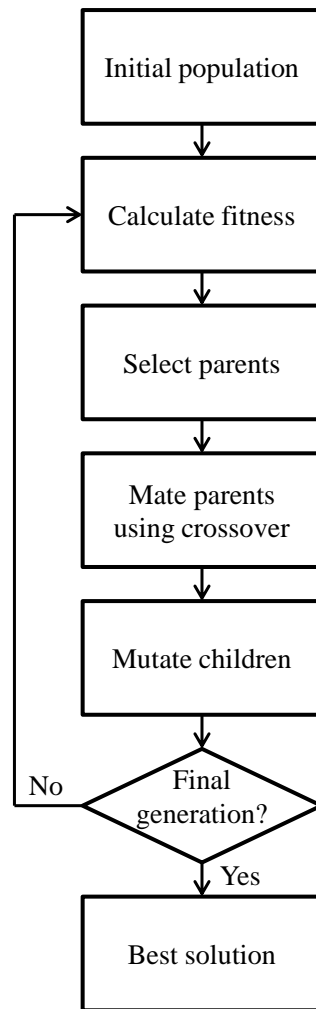 Initial population
Calculate fitness
Select parents
Mate parents
using crossover
Mutate children
Final
generation?
No
Yes
Best solution